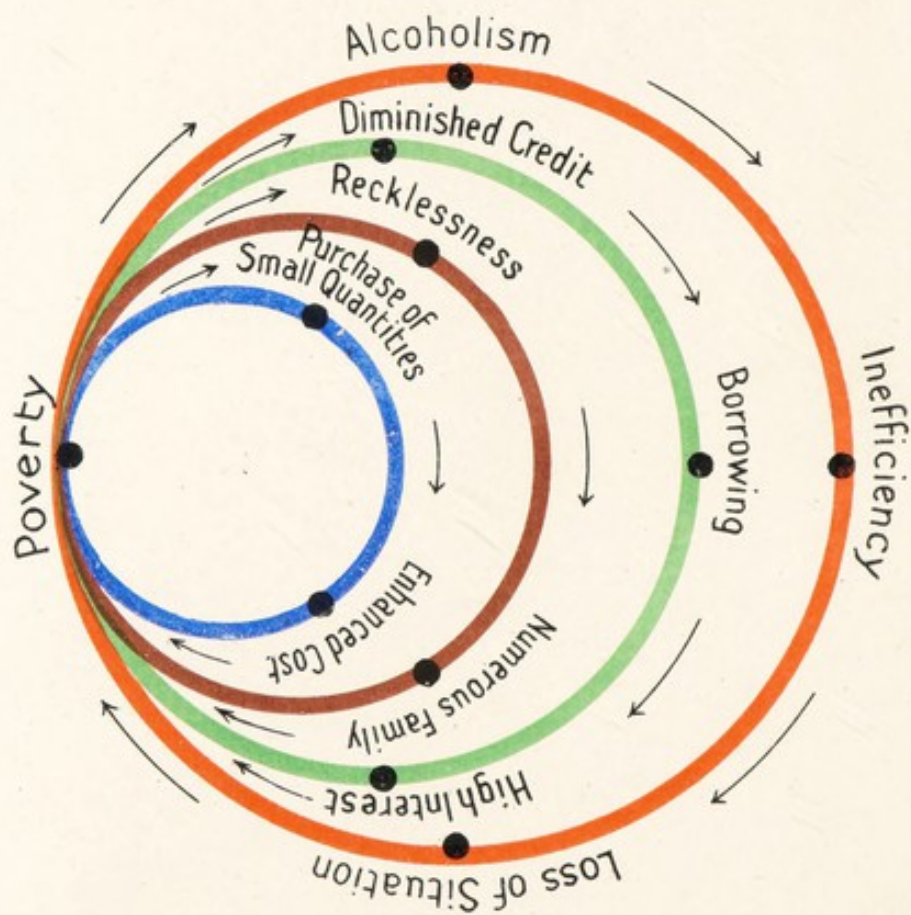 Alcoholism
Diminished Credit
Recklessness
Purchase of
Small Quantities
Poverty
Borrowing
Inefficiency
Enhanced Cost
Numerous Family
High Interest
Loss of Situation